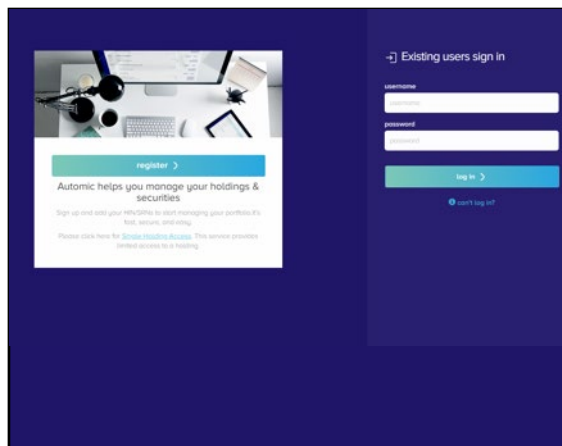 register
Automic helps you manage your holdings &
securities
Sign up and add your HIN/SRNs to start managing your portfolio it's
fast, secure, and easy.
Please click here for Single Holding Access. This service provides
limited access to a holding.
Existing users sign in
username
username
password
password
log in
can't log in?